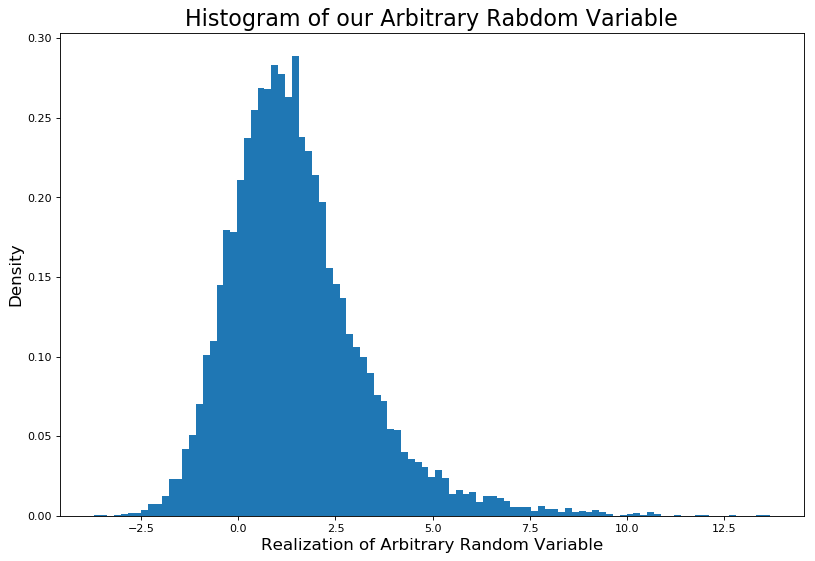 Histogram of our Arbitrary Rabdom Variable
0.30
0.25
0.20
0.15
0.10
0.05
0.00
Density
−2.5 0.0 2.5 5.0 7.5 10.0 12.5
Realization of Arbitrary Random Variable